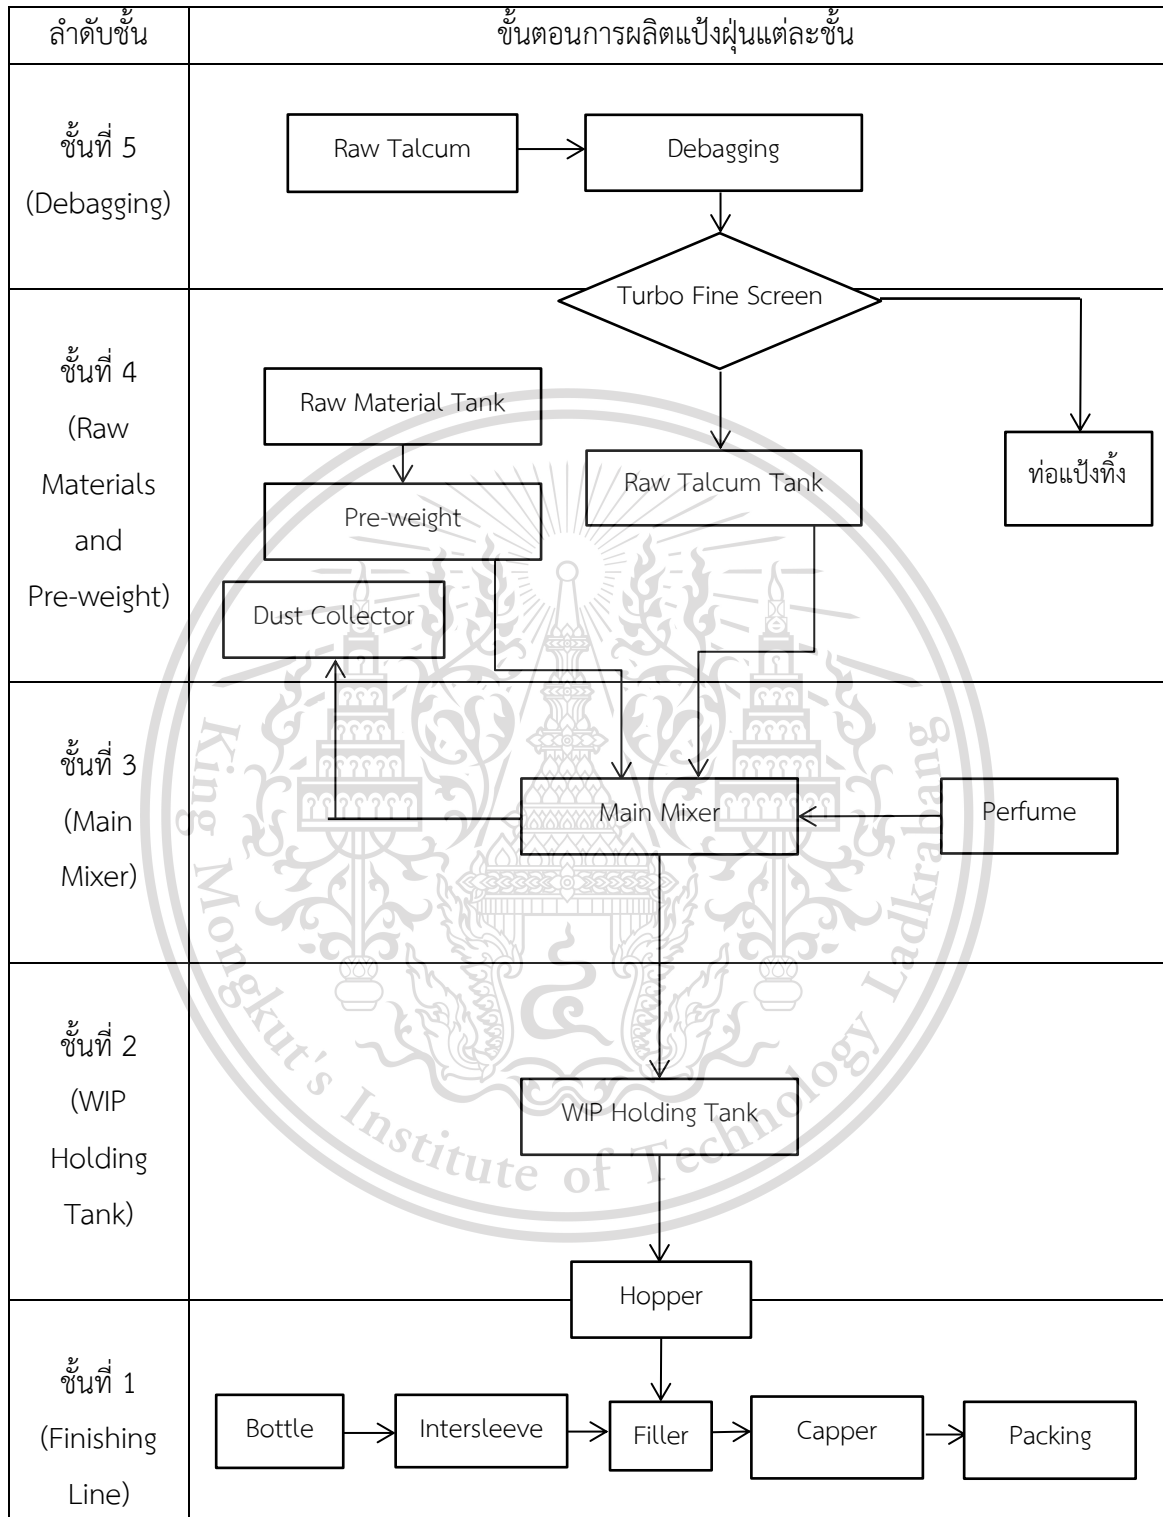 ลำดับชั้น
ขั้นตอนการผลิตแป้งฝุ่นแต่ละชั้น
ชั้นที่ 5
(Debagging)
Raw Talcum
Debagging
Turbo Fine Screen
ชั้นที่ 4
(Raw
Materials
and
Pre-weight)
Raw Material Tank
Pre-weight
Dust Collector
Raw Talcum Tank
ท่อแป้งทิ้ง
ชั้นที่ 3
(Main
Mixer)
Main Mixer
Perfume
ชั้นที่ 2
(WIP
Holding
Tank)
WIP Holding Tank
Hopper
ชั้นที่ 1
(Finishing
Line)
Bottle
Intersleeve
Filler
Capper
Packing
King Mongkut's Institute of Technology Ladkrabang